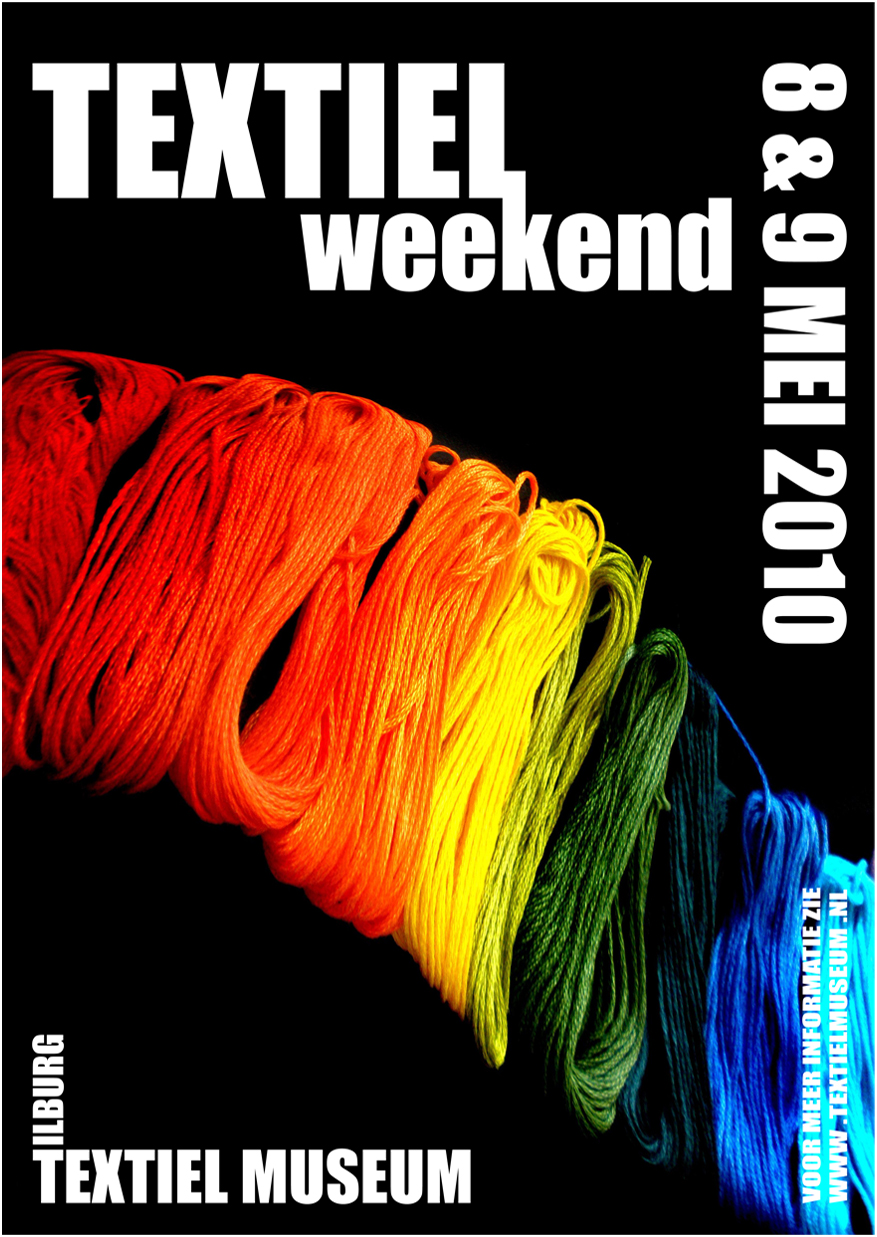 TEXTIEL
weekend
8 & 9 MEI 2010
TILBURG
TEXTIEL MUSEUM
VOOR MEER INFORMATIE ZIE
WWW.TEXTIELMUSEUM.NL